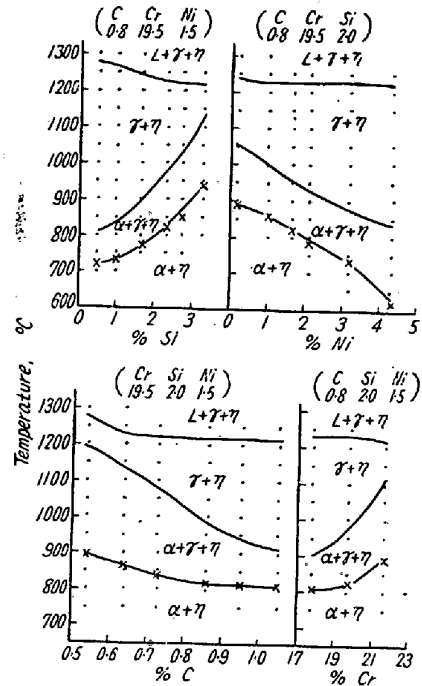 ( C Cr Ni ) ( C Cr Si )
( 0.8 19.5 1.5 ) ( 0.8 19.5 2.0 )
1300
1200
1100
1000
900
800
700
600
L+γ+η
γ+η
α+γ+η
α+η
L+γ+η
γ+η
α+γ+η
α+η
0 1 2 3 4
% Si
0 1 2 3 4 5
% Ni
Temperature, °C
( Cr Si Ni ) ( C Si Ni )
( 19.5 2.0 1.5 ) ( 0.8 2.0 1.5 )
1300
1200
1100
1000
900
800
700
L+γ+η
γ+η
α+γ+η
α+η
L+γ+η
γ+η
α+γ+η
α+η
0.5 0.6 0.7 0.8 0.9 1.0
% C
17 19 21 23
% Cr